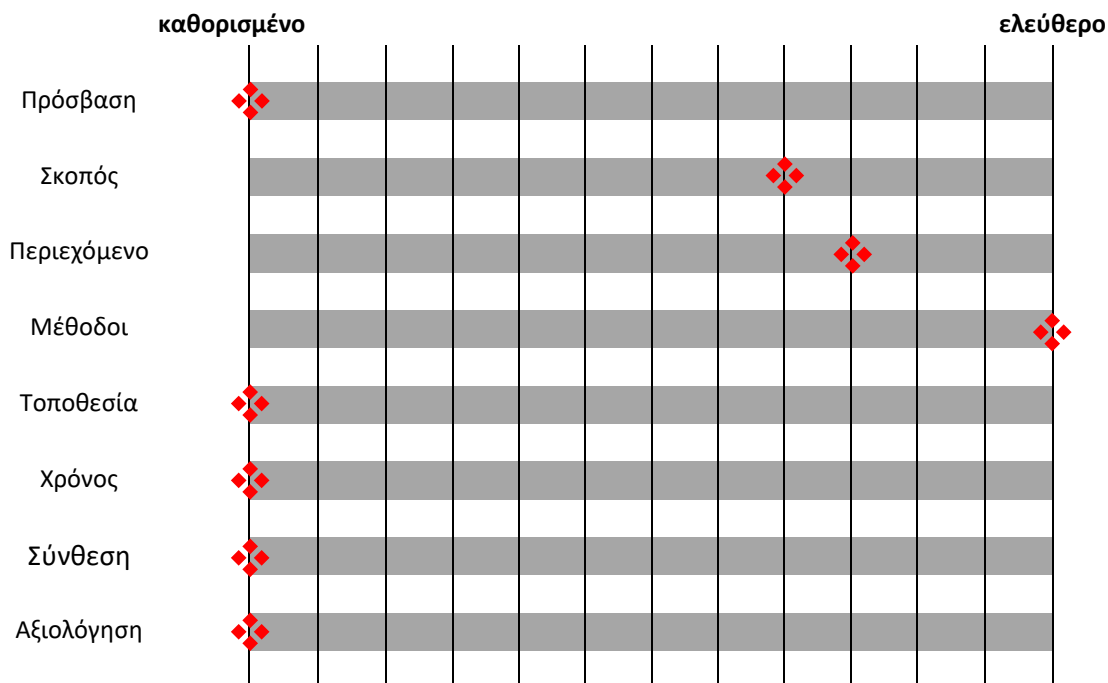 καθορισμένο ελεύθερο
Πρόσβαση
Σκοπός
Περιεχόμενο
Μέθοδοι
Τοποθεσία
Χρόνος
Σύνθεση
Αξιολόγηση